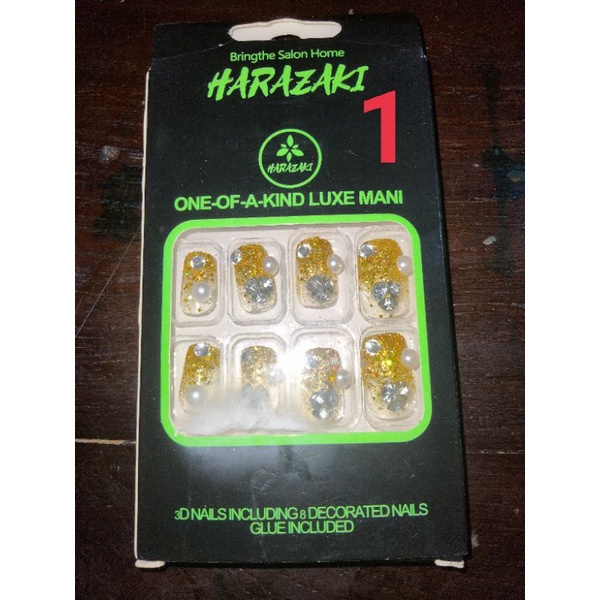 Bringthe Salon Home
HARAZAKI
1
HARAZAKI
ONE-OF-A-KIND LUXE MANI
3D NAILS INCLUDING 8 DECORATED NAILS
GLUE INCLUDED